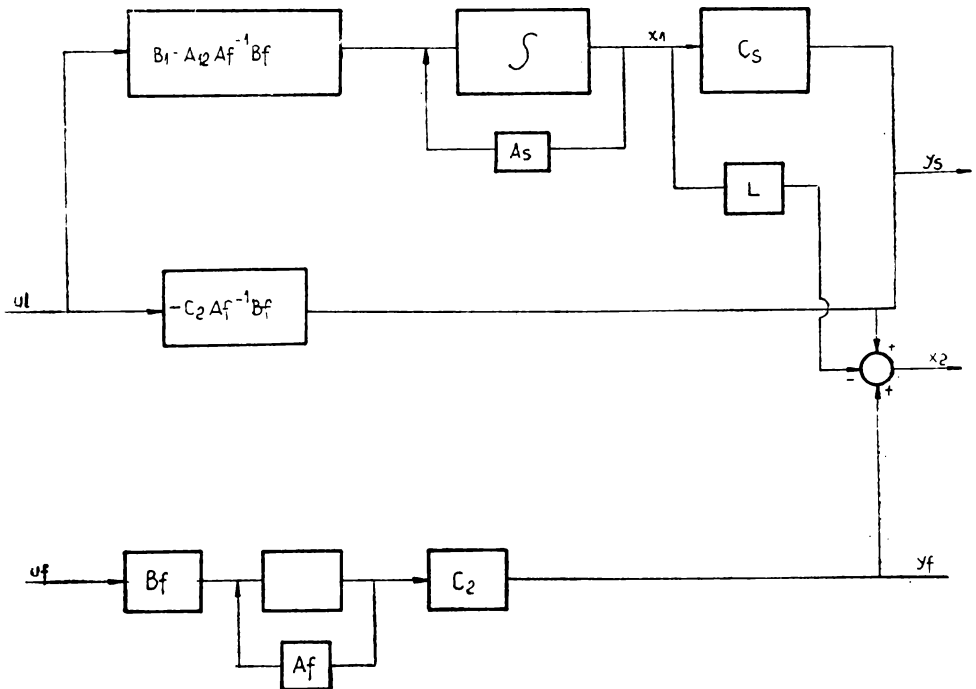 B1-A12 Af⁻¹ Bf
∫
x1
Cs
As
L
ys
ul
-C2 Af⁻¹ Bf
+
-
+
x2
uf
Bf
C2
yf
Af